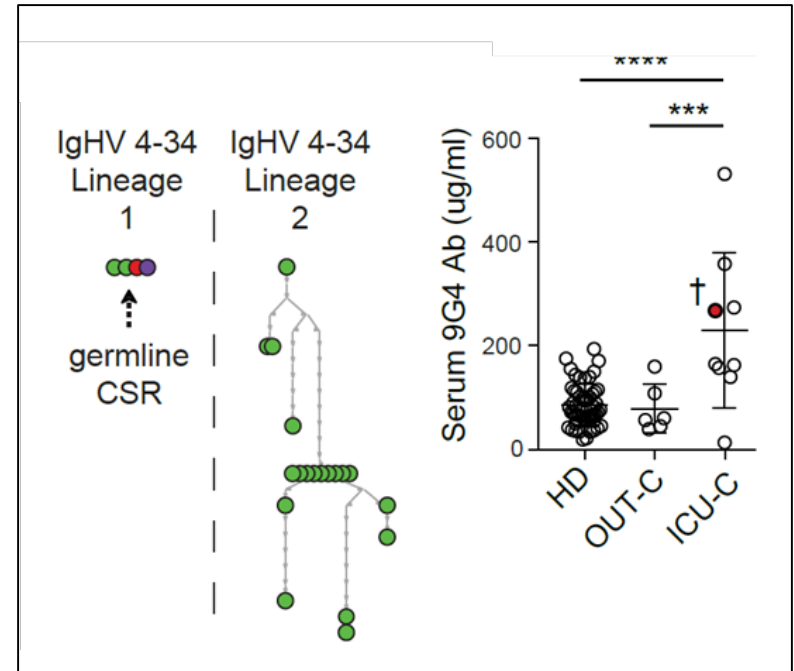 IgHV 4-34
Lineage
1
IgHV 4-34
Lineage
2
germline
CSR
****
***
Serum 9G4 Ab (ug/ml)
600
400
200
0
†
HD
OUT-C
ICU-C